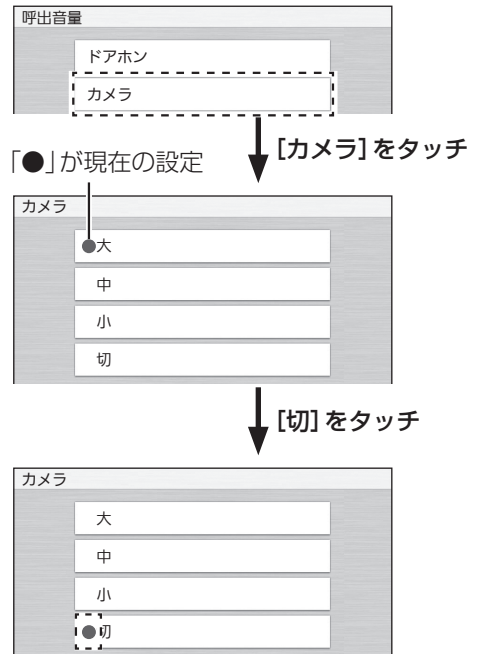 呼出音量
ドアホン
カメラ
[カメラ]をタッチ
「●」が現在の設定
カメラ
●大
中
小
切
[切]をタッチ
カメラ
大
中
小
●切